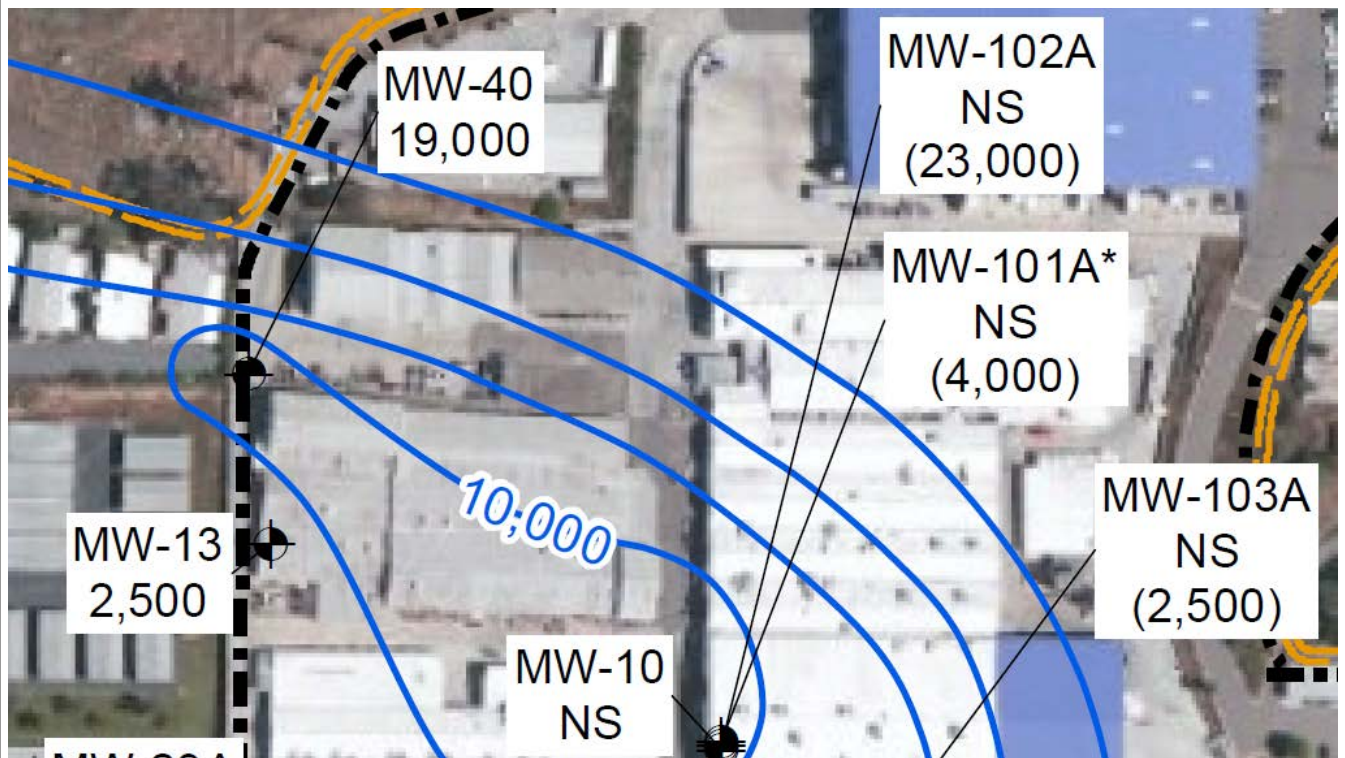 MW-40
19,000
MW-102A
NS
(23,000)
MW-101A*
NS
(4,000)
10,000
MW-103A
NS
(2,500)
MW-13
2,500
MW-10
NS